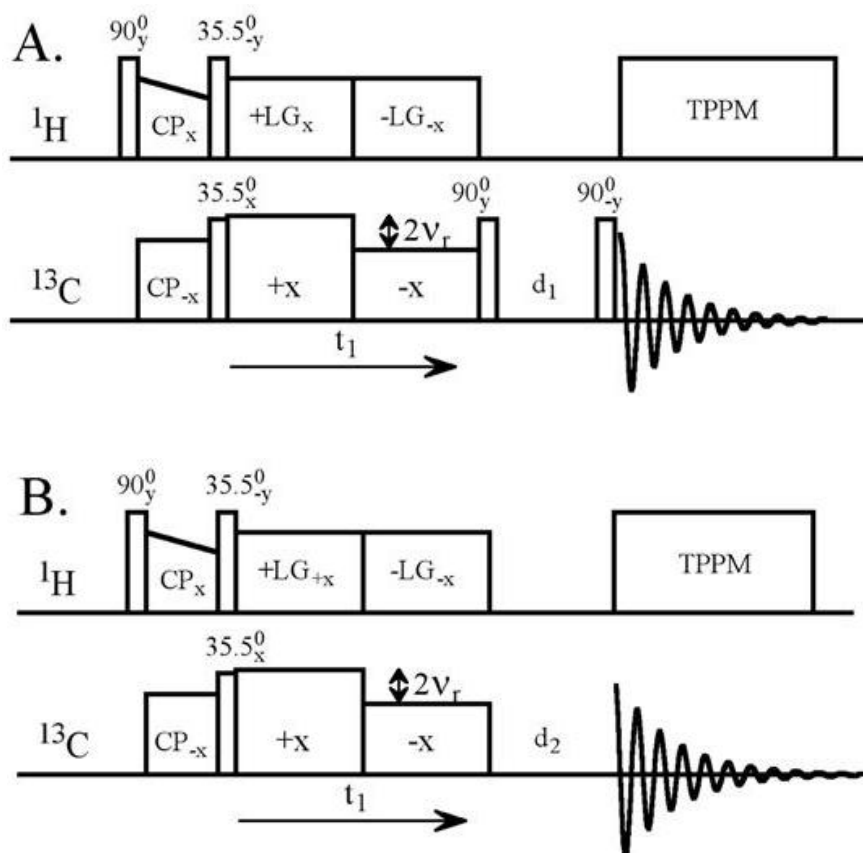 A.
90⁰y 35.5⁰-y
¹H CPx +LGx -LG-x TPPM
35.5⁰x 90⁰y 90⁰-y
¹³C CP-x +x -x 2νr d₁
t₁
B.
90⁰y 35.5⁰-y
¹H CPx +LG+x -LG-x TPPM
35.5⁰x
¹³C CP-x +x -x 2νr d₂
t₁